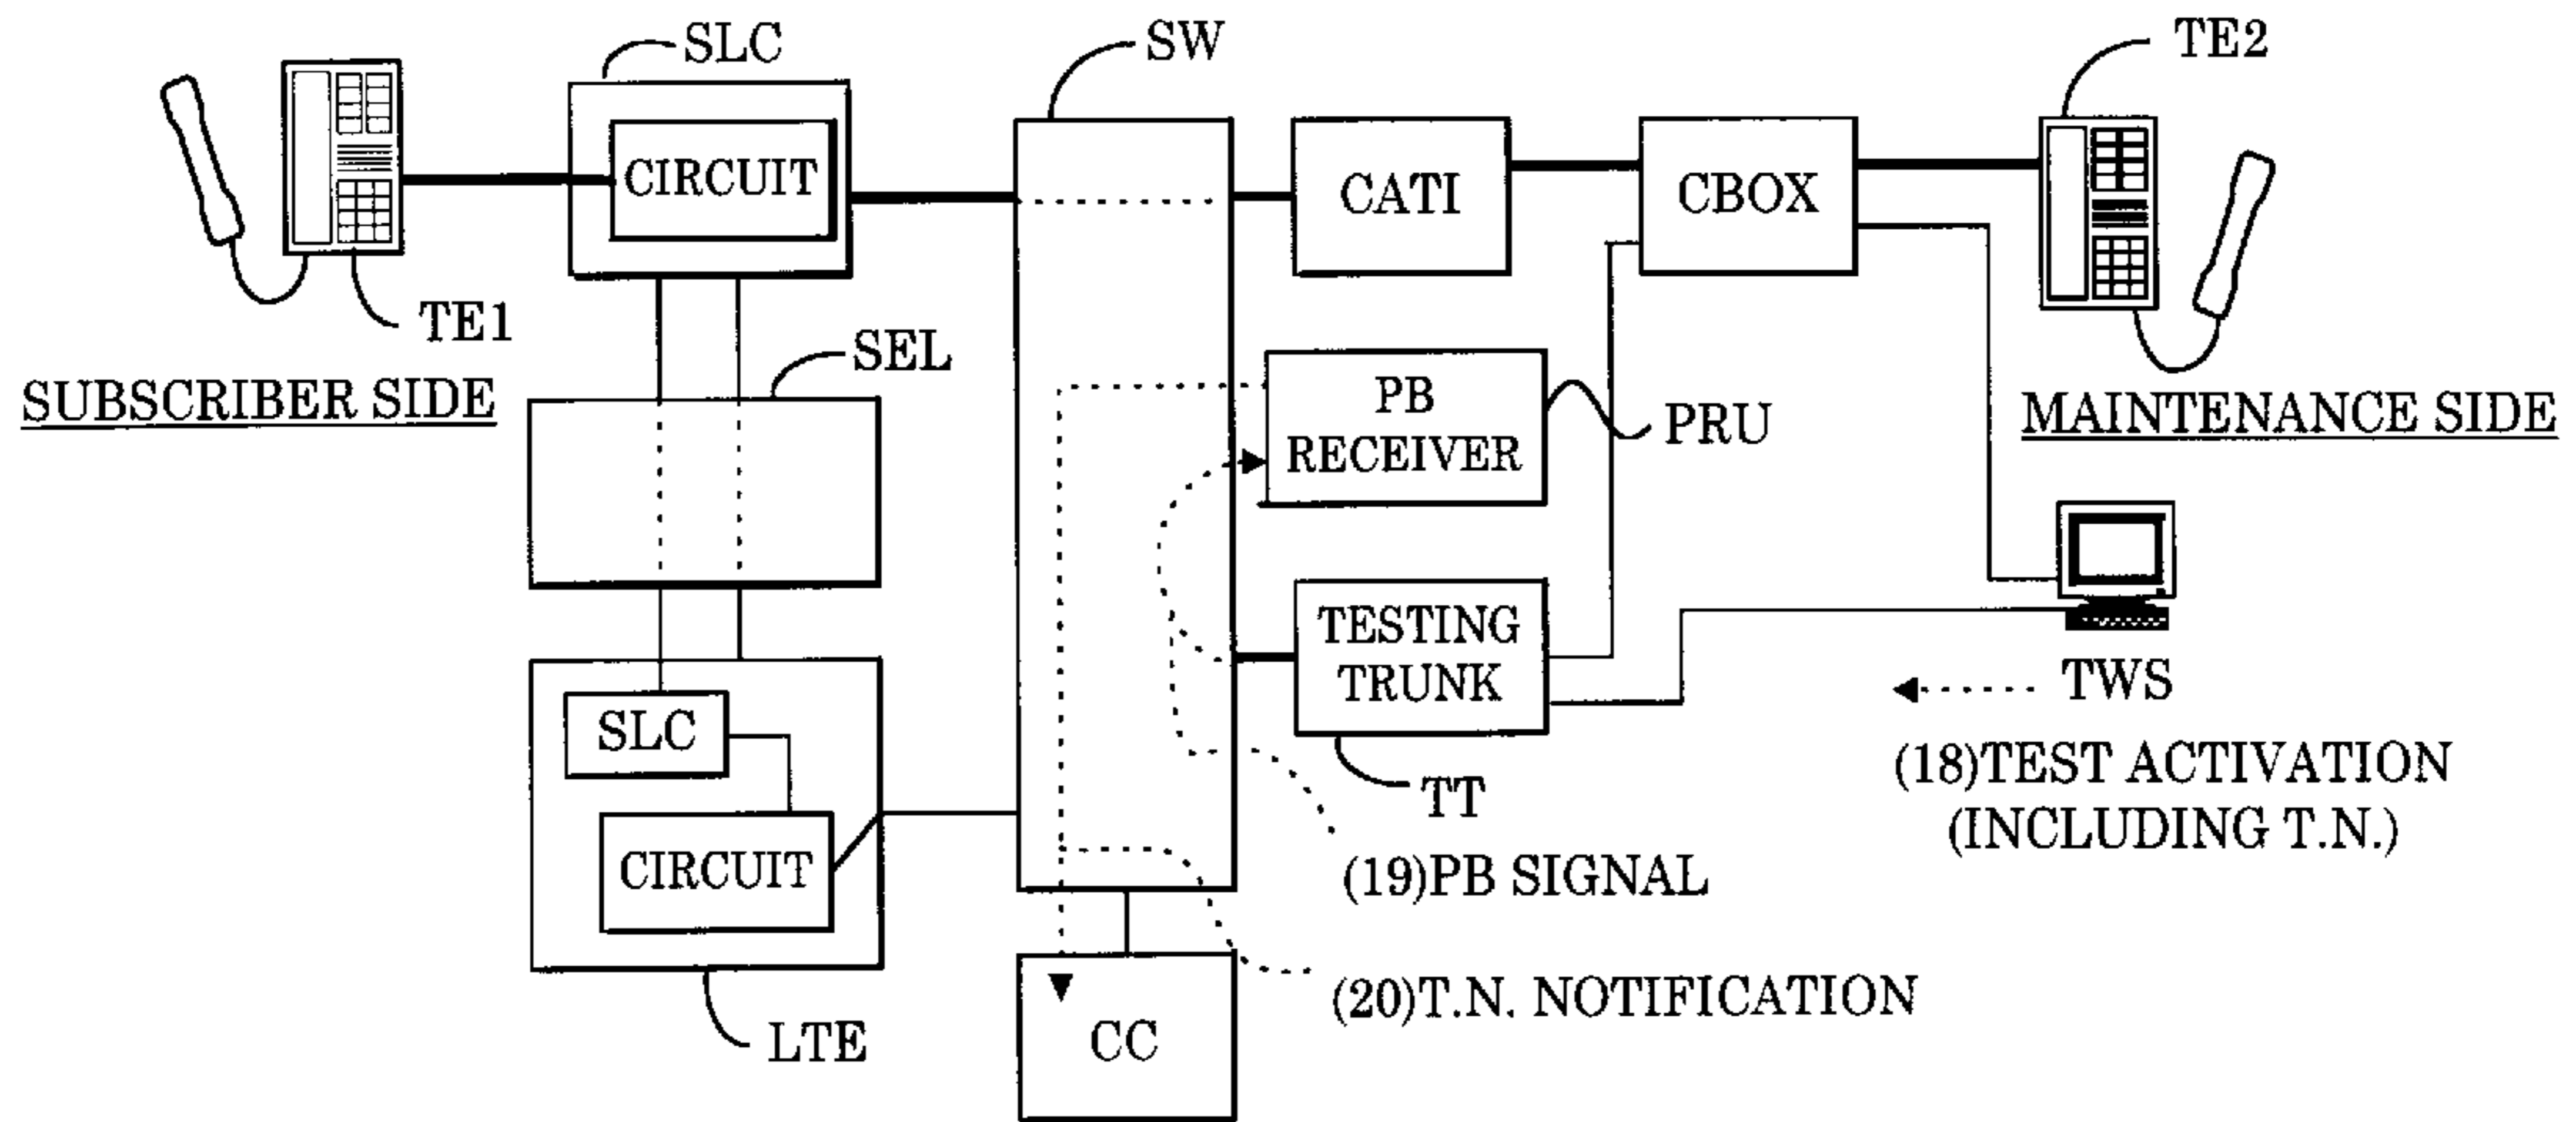 SLC
SW
TE2
CIRCUIT
CATI
CBOX
TE1
SEL
SUBSCRIBER SIDE
PB
RECEIVER
PRU
MAINTENANCE SIDE
TESTING
TRUNK
TWS
SLC
TT
(18)TEST ACTIVATION
(INCLUDING T.N.)
CIRCUIT
(19)PB SIGNAL
(20)T.N. NOTIFICATION
LTE
CC